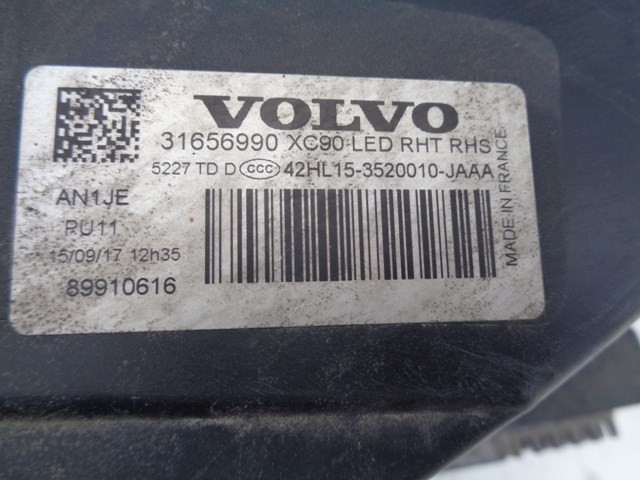 VOLVO
31656990 XC90 LED RHT RHS
5227 TD D CCC 42HL15-3520010-JAAA
AN1JE
PU11
15/09/17 12h35
89910616
MADE IN FRANCE